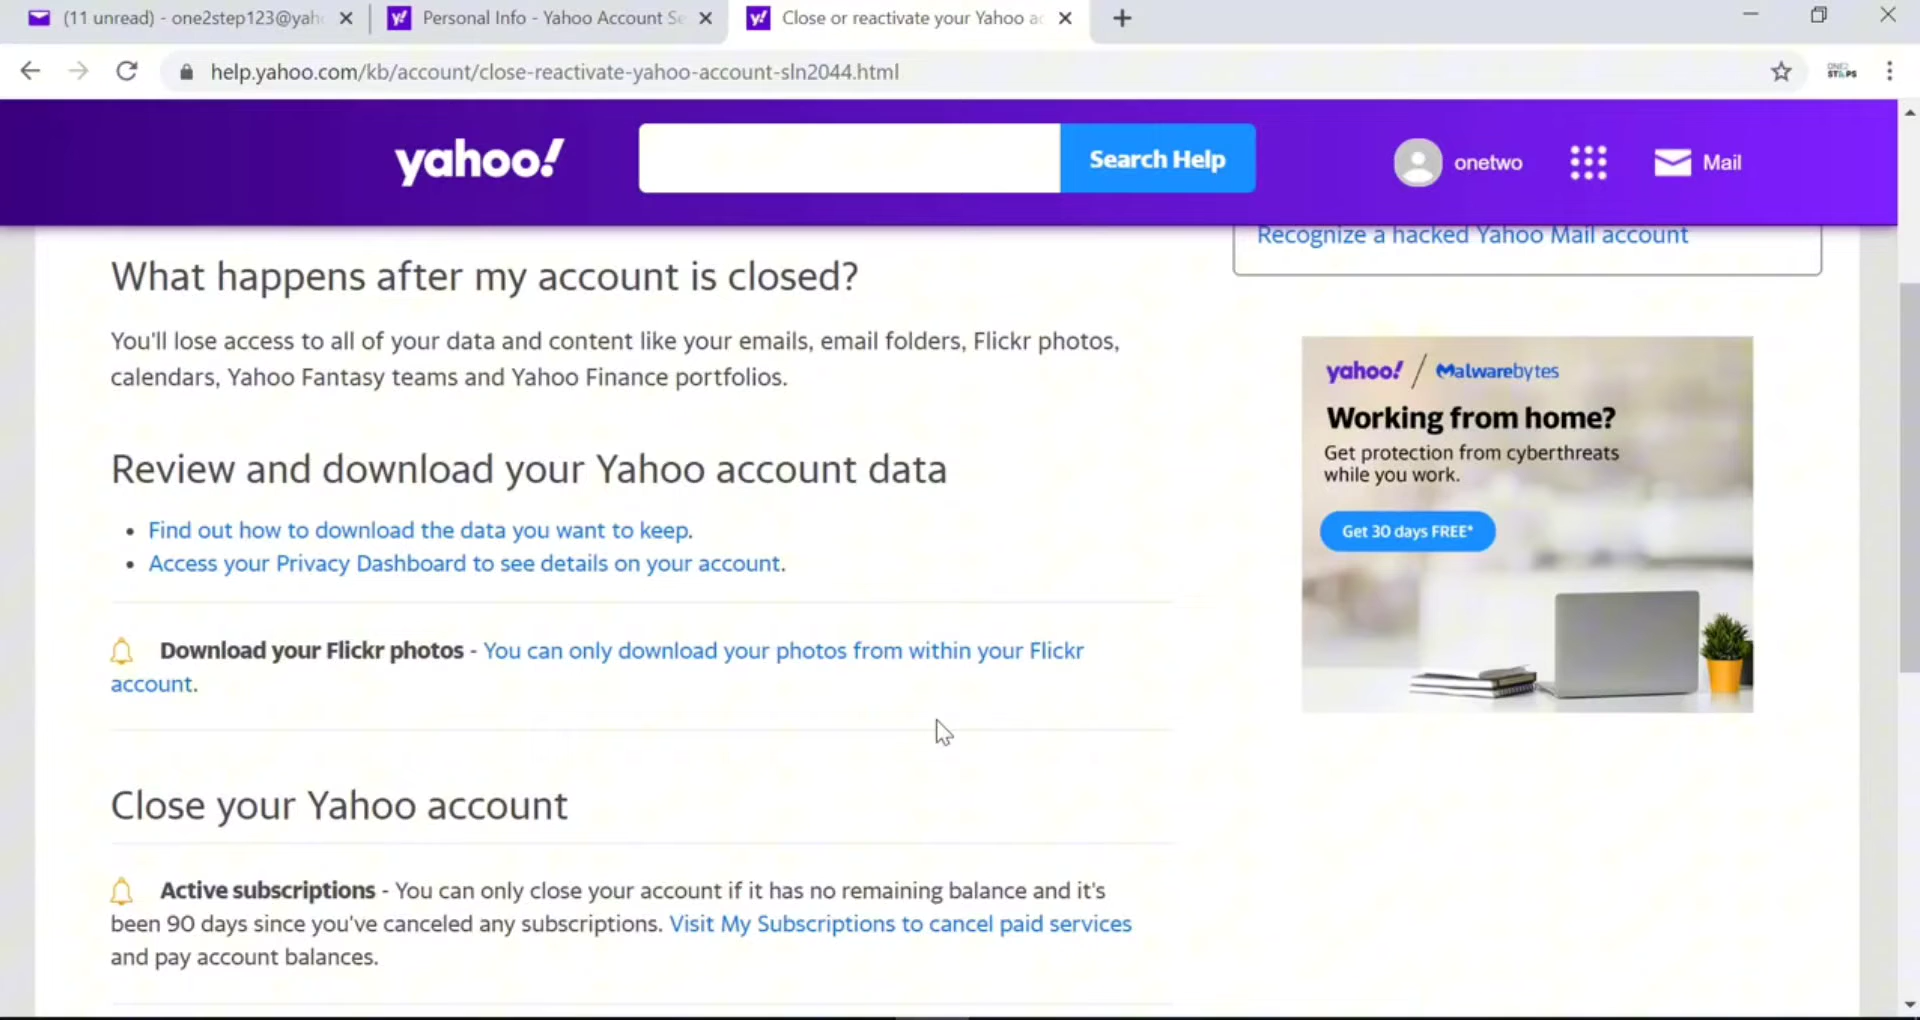 (11 unread) - one2step123@yah
Personal Info - Yahoo Account Se
Close or reactivate your Yahoo ac
help.yahoo.com/kb/account/close-reactivate-yahoo-account-sln2044.html
ONE2
STEPS
yahoo!
Search Help
onetwo
Mail
Recognize a hacked Yahoo Mail account
What happens after my account is closed?
You'll lose access to all of your data and content like your emails, email folders, Flickr photos,
calendars, Yahoo Fantasy teams and Yahoo Finance portfolios.
Review and download your Yahoo account data
• Find out how to download the data you want to keep.
• Access your Privacy Dashboard to see details on your account.
Download your Flickr photos - You can only download your photos from within your Flickr
account.
Close your Yahoo account
Active subscriptions - You can only close your account if it has no remaining balance and it's
been 90 days since you've canceled any subscriptions. Visit My Subscriptions to cancel paid services
and pay account balances.
yahoo! / Malwarebytes
Working from home?
Get protection from cyberthreats
while you work.
Get 30 days FREE*